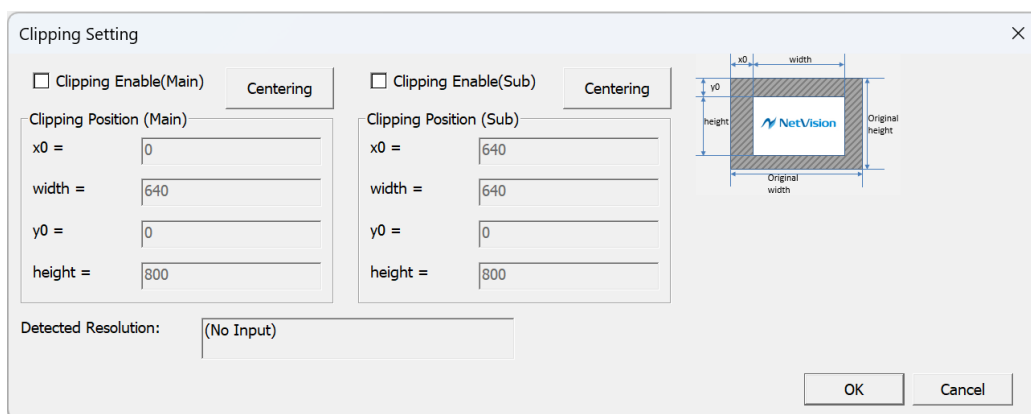 Clipping Setting
Clipping Enable(Main)
Centering
Clipping Position (Main)
x0 =
0
width =
640
y0 =
0
height =
800
Clipping Enable(Sub)
Centering
Clipping Position (Sub)
x0 =
640
width =
640
y0 =
0
height =
800
x0
width
y0
height
NetVision
Original
height
Original
width
Detected Resolution:
(No Input)
OK
Cancel